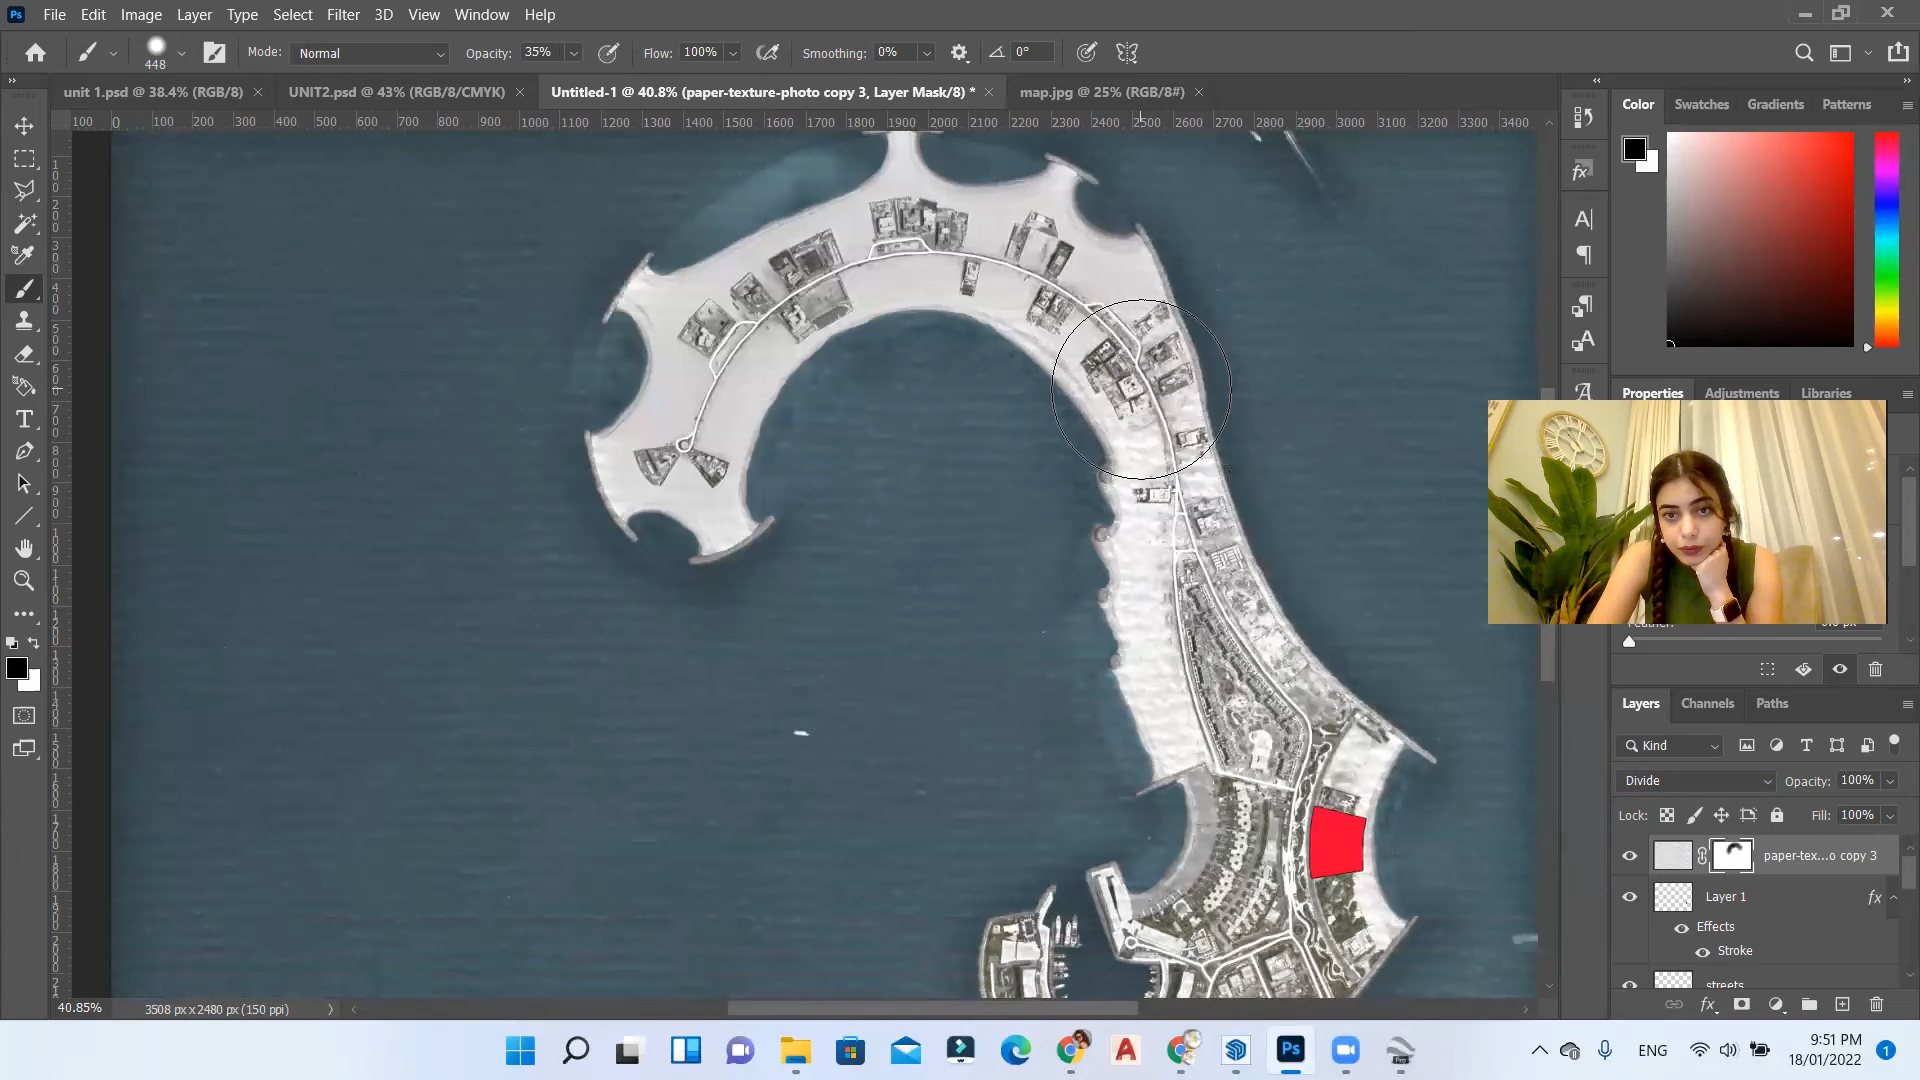 Ps File Edit Image Layer Type Select Filter 3D View Window Help
448 Mode: Normal Opacity: 35% Flow: 100% Smoothing: 0% 0°
unit 1.psd @ 38.4% (RGB/8) UNIT2.psd @ 43% (RGB/8/CMYK) Untitled-1 @ 40.8% (paper-texture-photo copy 3, Layer Mask/8) * map.jpg @ 25% (RGB/8#)
100 0 100 200 300 400 500 600 700 800 900 1000 1100 1200 1300 1400 1500 1600 1700 1800 1900 2000 2100 2200 2300 2400 2500 2600 2700 2800 2900 3000 3100 3200 3300 3400
Color Swatches Gradients Patterns
Properties Adjustments Libraries
Feather:
Layers Channels Paths
Kind
Divide Opacity: 100%
Lock: Fill: 100%
paper-tex...o copy 3
Layer 1 fx
Effects
Stroke
streets
40.85% 3508 px x 2480 px (150 ppi)
ENG 9:51 PM
18/01/2022 1